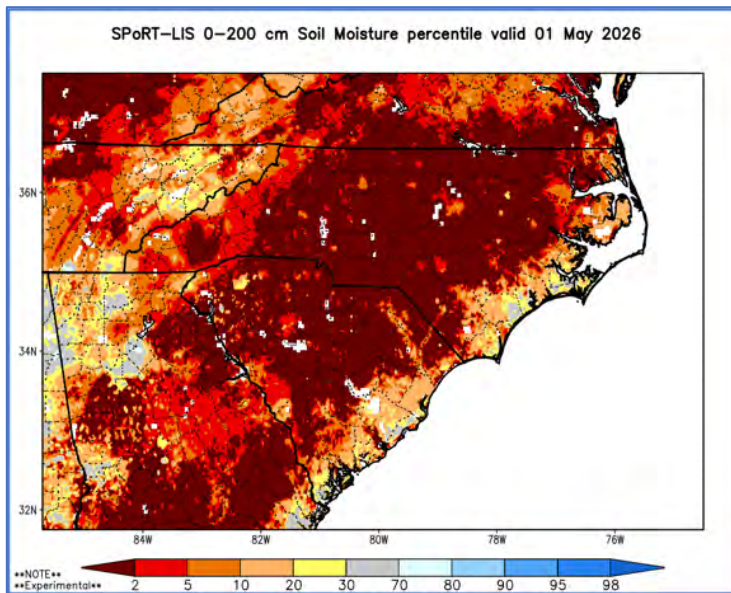 SPoRT-LIS 0-200 cm Soil Moisture percentile valid 01 May 2026
36N
34N
32N
84W 82W 80W 78W 76W
**NOTE**
**Experimental**
2 5 10 20 30 70 80 90 95 98